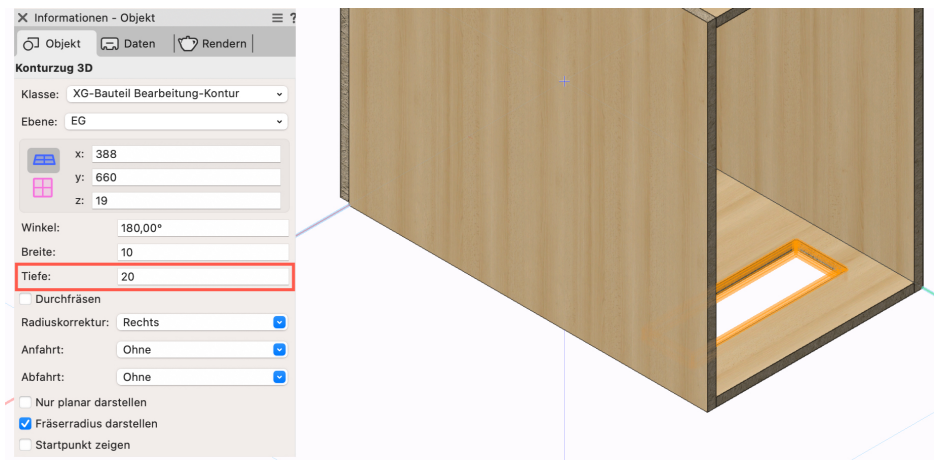 Informationen - Objekt
?
Objekt Daten Rendern
Konturzug 3D
Klasse: XG-Bauteil Bearbeitung-Kontur
Ebene: EG
x: 388
y: 660
z: 19
Winkel: 180,00°
Breite: 10
Tiefe: 20
Durchfräsen
Radiuskorrektur: Rechts
Anfahrt: Ohne
Abfahrt: Ohne
Nur planar darstellen
Fräserradius darstellen
Startpunkt zeigen